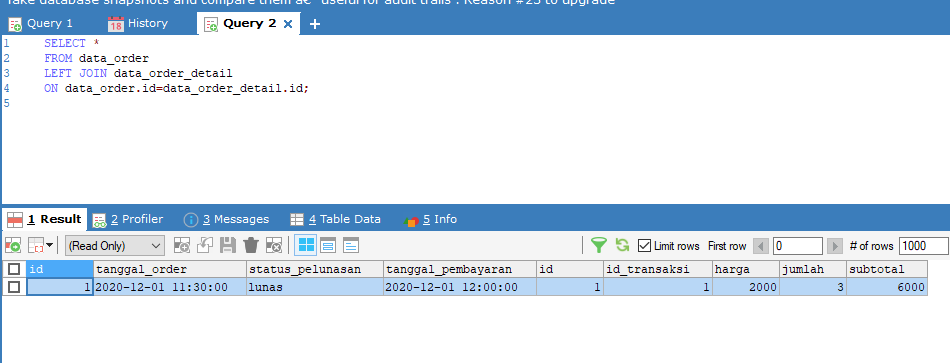 Take database snapshots and compare them â€" useful for audit trails . Reason #23 to upgrade
Query 1 History Query 2 × +
18
1 SELECT *
2 FROM data_order
3 LEFT JOIN data_order_detail
4 ON data_order.id=data_order_detail.id;
5
1 Result 2 Profiler 3 Messages 4 Table Data 5 Info
(Read Only) Limit rows First row 0 # of rows 1000
id tanggal_order status_pelunasan tanggal_pembayaran id id_transaksi harga jumlah subtotal
1 2020-12-01 11:30:00 lunas 2020-12-01 12:00:00 1 1 2000 3 6000